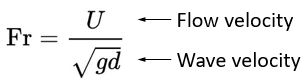 Fr = U / √gd
Flow velocity
Wave velocity